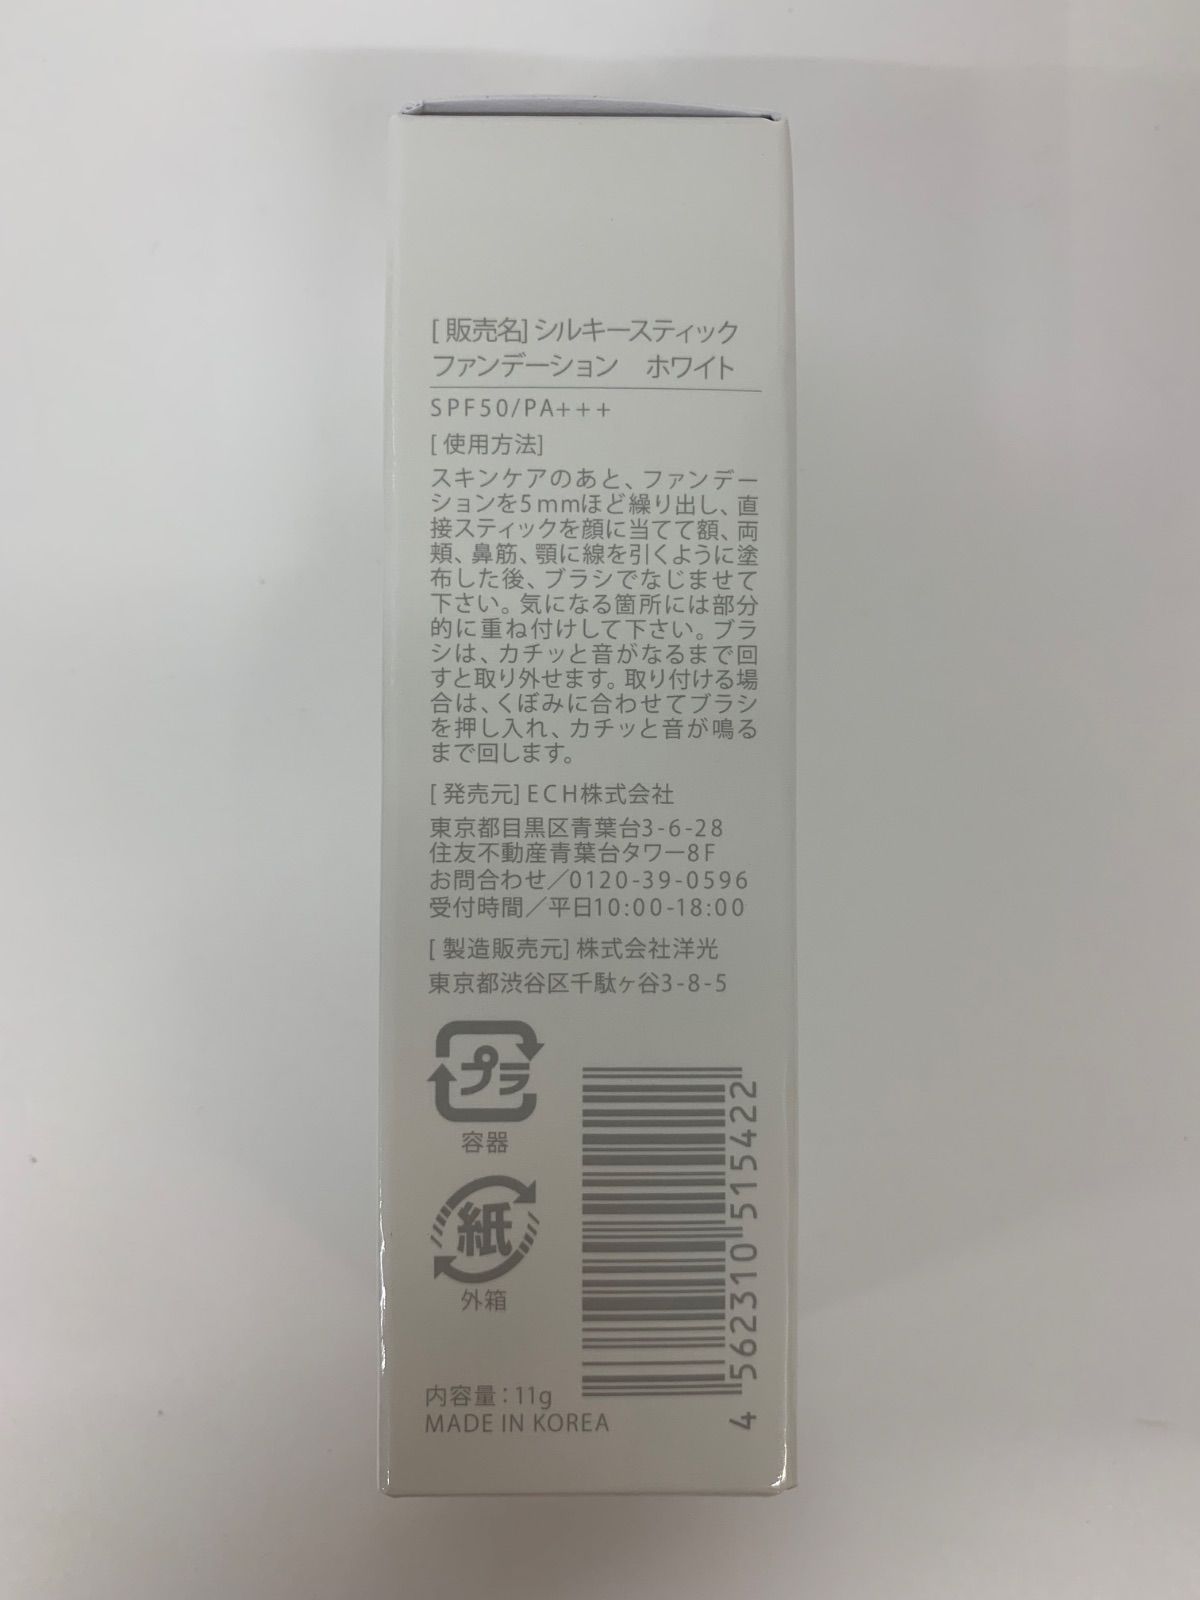 [販売名]シルキースティック
ファンデーション　ホワイト
SPF50/PA+++
[使用方法]
スキンケアのあと、ファンデー
ションを5mmほど繰り出し、直
接スティックを顔に当てて額、両
頬、鼻筋、顎に線を引くように塗
布した後、ブラシでなじませて
下さい。気になる箇所には部分
的に重ね付けして下さい。ブラ
シは、カチッと音がなるまで回
すと取り外せます。取り付ける場
合は、くぼみに合わせてブラシ
を押し入れ、カチッと音が鳴る
まで回します。
[発売元]ECH株式会社
東京都目黒区青葉台3-6-28
住友不動産青葉台タワー8F
お問合わせ／0120-39-0596
受付時間／平日10:00-18:00
[製造販売元]株式会社洋光
東京都渋谷区千駄ヶ谷3-8-5
プラ
容器
紙
外箱
4 562310 515422
内容量：11g
MADE IN KOREA